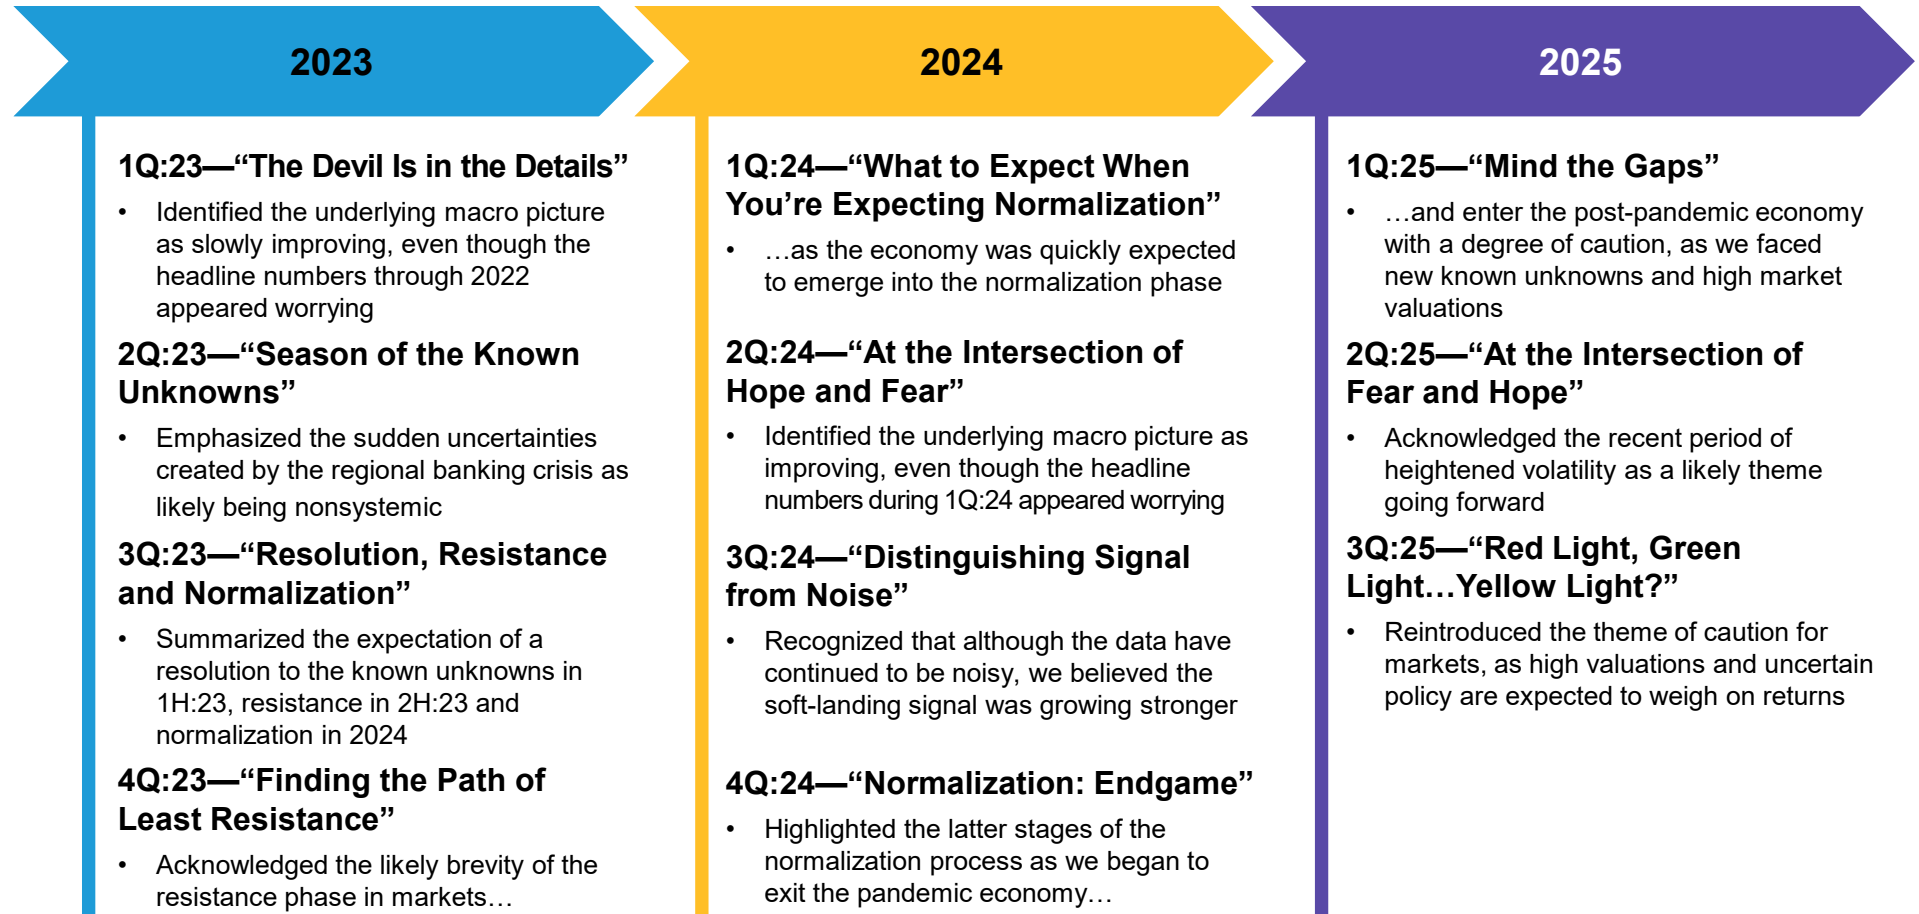 2023
1Q:23—“The Devil Is in the Details”
• Identified the underlying macro picture
as slowly improving, even though the
headline numbers through 2022
appeared worrying
2Q:23—“Season of the Known
Unknowns”
• Emphasized the sudden uncertainties
created by the regional banking crisis as
likely being nonsystemic
3Q:23—“Resolution, Resistance
and Normalization”
• Summarized the expectation of a
resolution to the known unknowns in
1H:23, resistance in 2H:23 and
normalization in 2024
4Q:23—“Finding the Path of
Least Resistance”
• Acknowledged the likely brevity of the
resistance phase in markets…
2024
1Q:24—“What to Expect When
You’re Expecting Normalization”
• …as the economy was quickly expected
to emerge into the normalization phase
2Q:24—“At the Intersection of
Hope and Fear”
• Identified the underlying macro picture as
improving, even though the headline
numbers during 1Q:24 appeared worrying
3Q:24—“Distinguishing Signal
from Noise”
• Recognized that although the data have
continued to be noisy, we believed the
soft-landing signal was growing stronger
4Q:24—“Normalization: Endgame”
• Highlighted the latter stages of the
normalization process as we began to
exit the pandemic economy…
2025
1Q:25—“Mind the Gaps”
• …and enter the post-pandemic economy
with a degree of caution, as we faced
new known unknowns and high market
valuations
2Q:25—“At the Intersection of
Fear and Hope”
• Acknowledged the recent period of
heightened volatility as a likely theme
going forward
3Q:25—“Red Light, Green
Light…Yellow Light?”
• Reintroduced the theme of caution for
markets, as high valuations and uncertain
policy are expected to weigh on returns